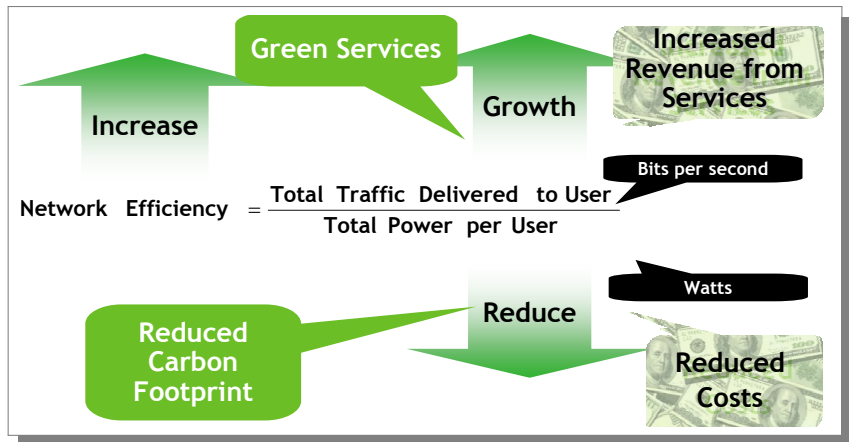 Green Services
Increased
Revenue from
Services
Increase
Growth
Bits per second
Network Efficiency = Total Traffic Delivered to User
Total Power per User
Watts
Reduce
Reduced
Carbon
Footprint
Reduced
Costs